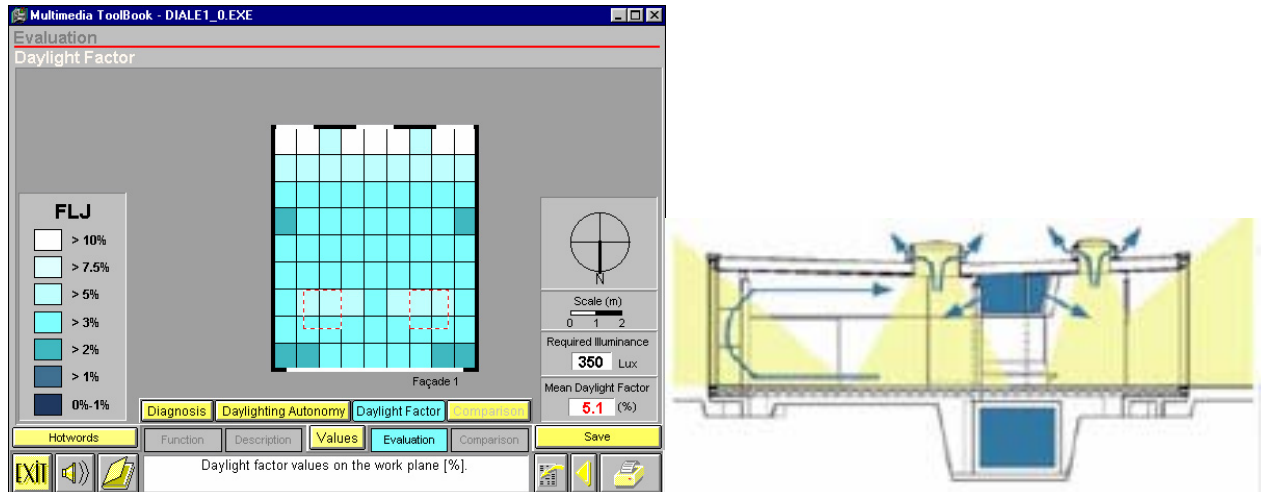 Multimedia ToolBook - DIALE1_0.EXE
Evaluation
Daylight Factor
FLJ
> 10%
> 7.5%
> 5%
> 3%
> 2%
> 1%
0%-1%
Façade 1
N
Scale (m)
0 1 2
Required Illuminance
350 Lux
Mean Daylight Factor
5.1 (%)
Diagnosis Daylighting Autonomy Daylight Factor Comparison
Hotwords Function Description Values Evaluation Comparison Save
EXIT Daylight factor values on the work plane [%].